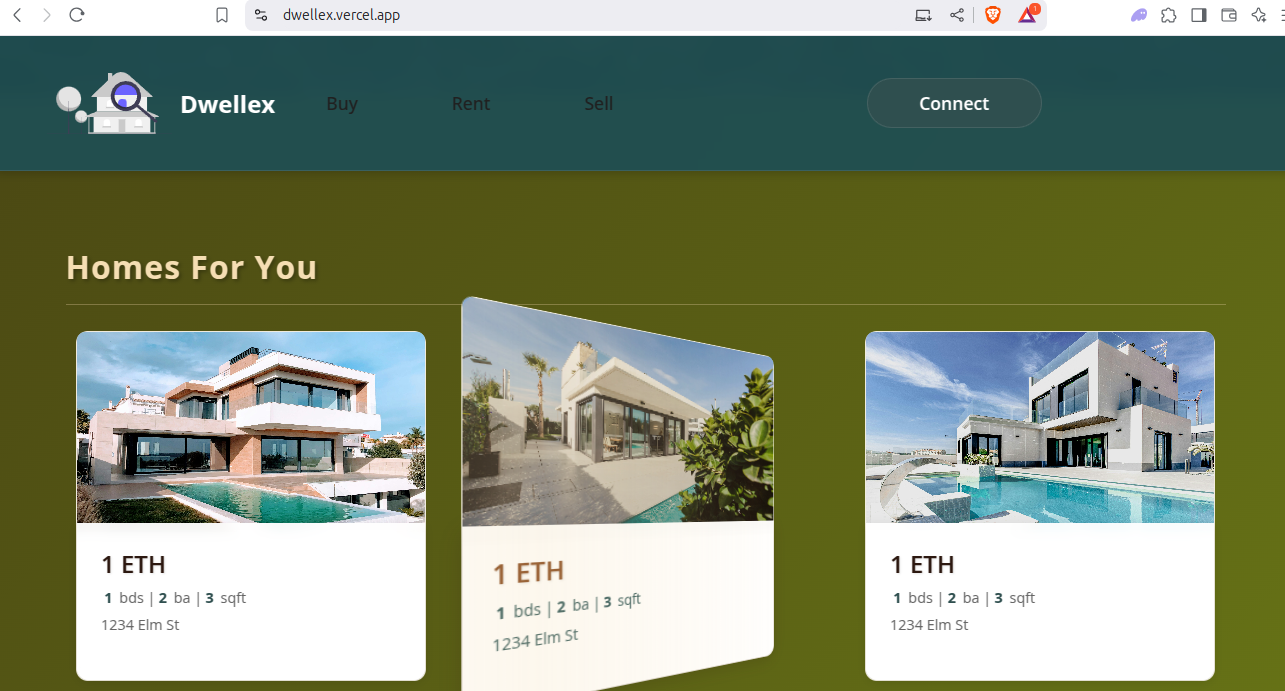 dwellex.vercel.app
1
Dwellex
Buy
Rent
Sell
Connect
Homes For You
1 ETH
1 bds | 2 ba | 3 sqft
1234 Elm St
1 ETH
1 bds | 2 ba | 3 sqft
1234 Elm St
1 ETH
1 bds | 2 ba | 3 sqft
1234 Elm St